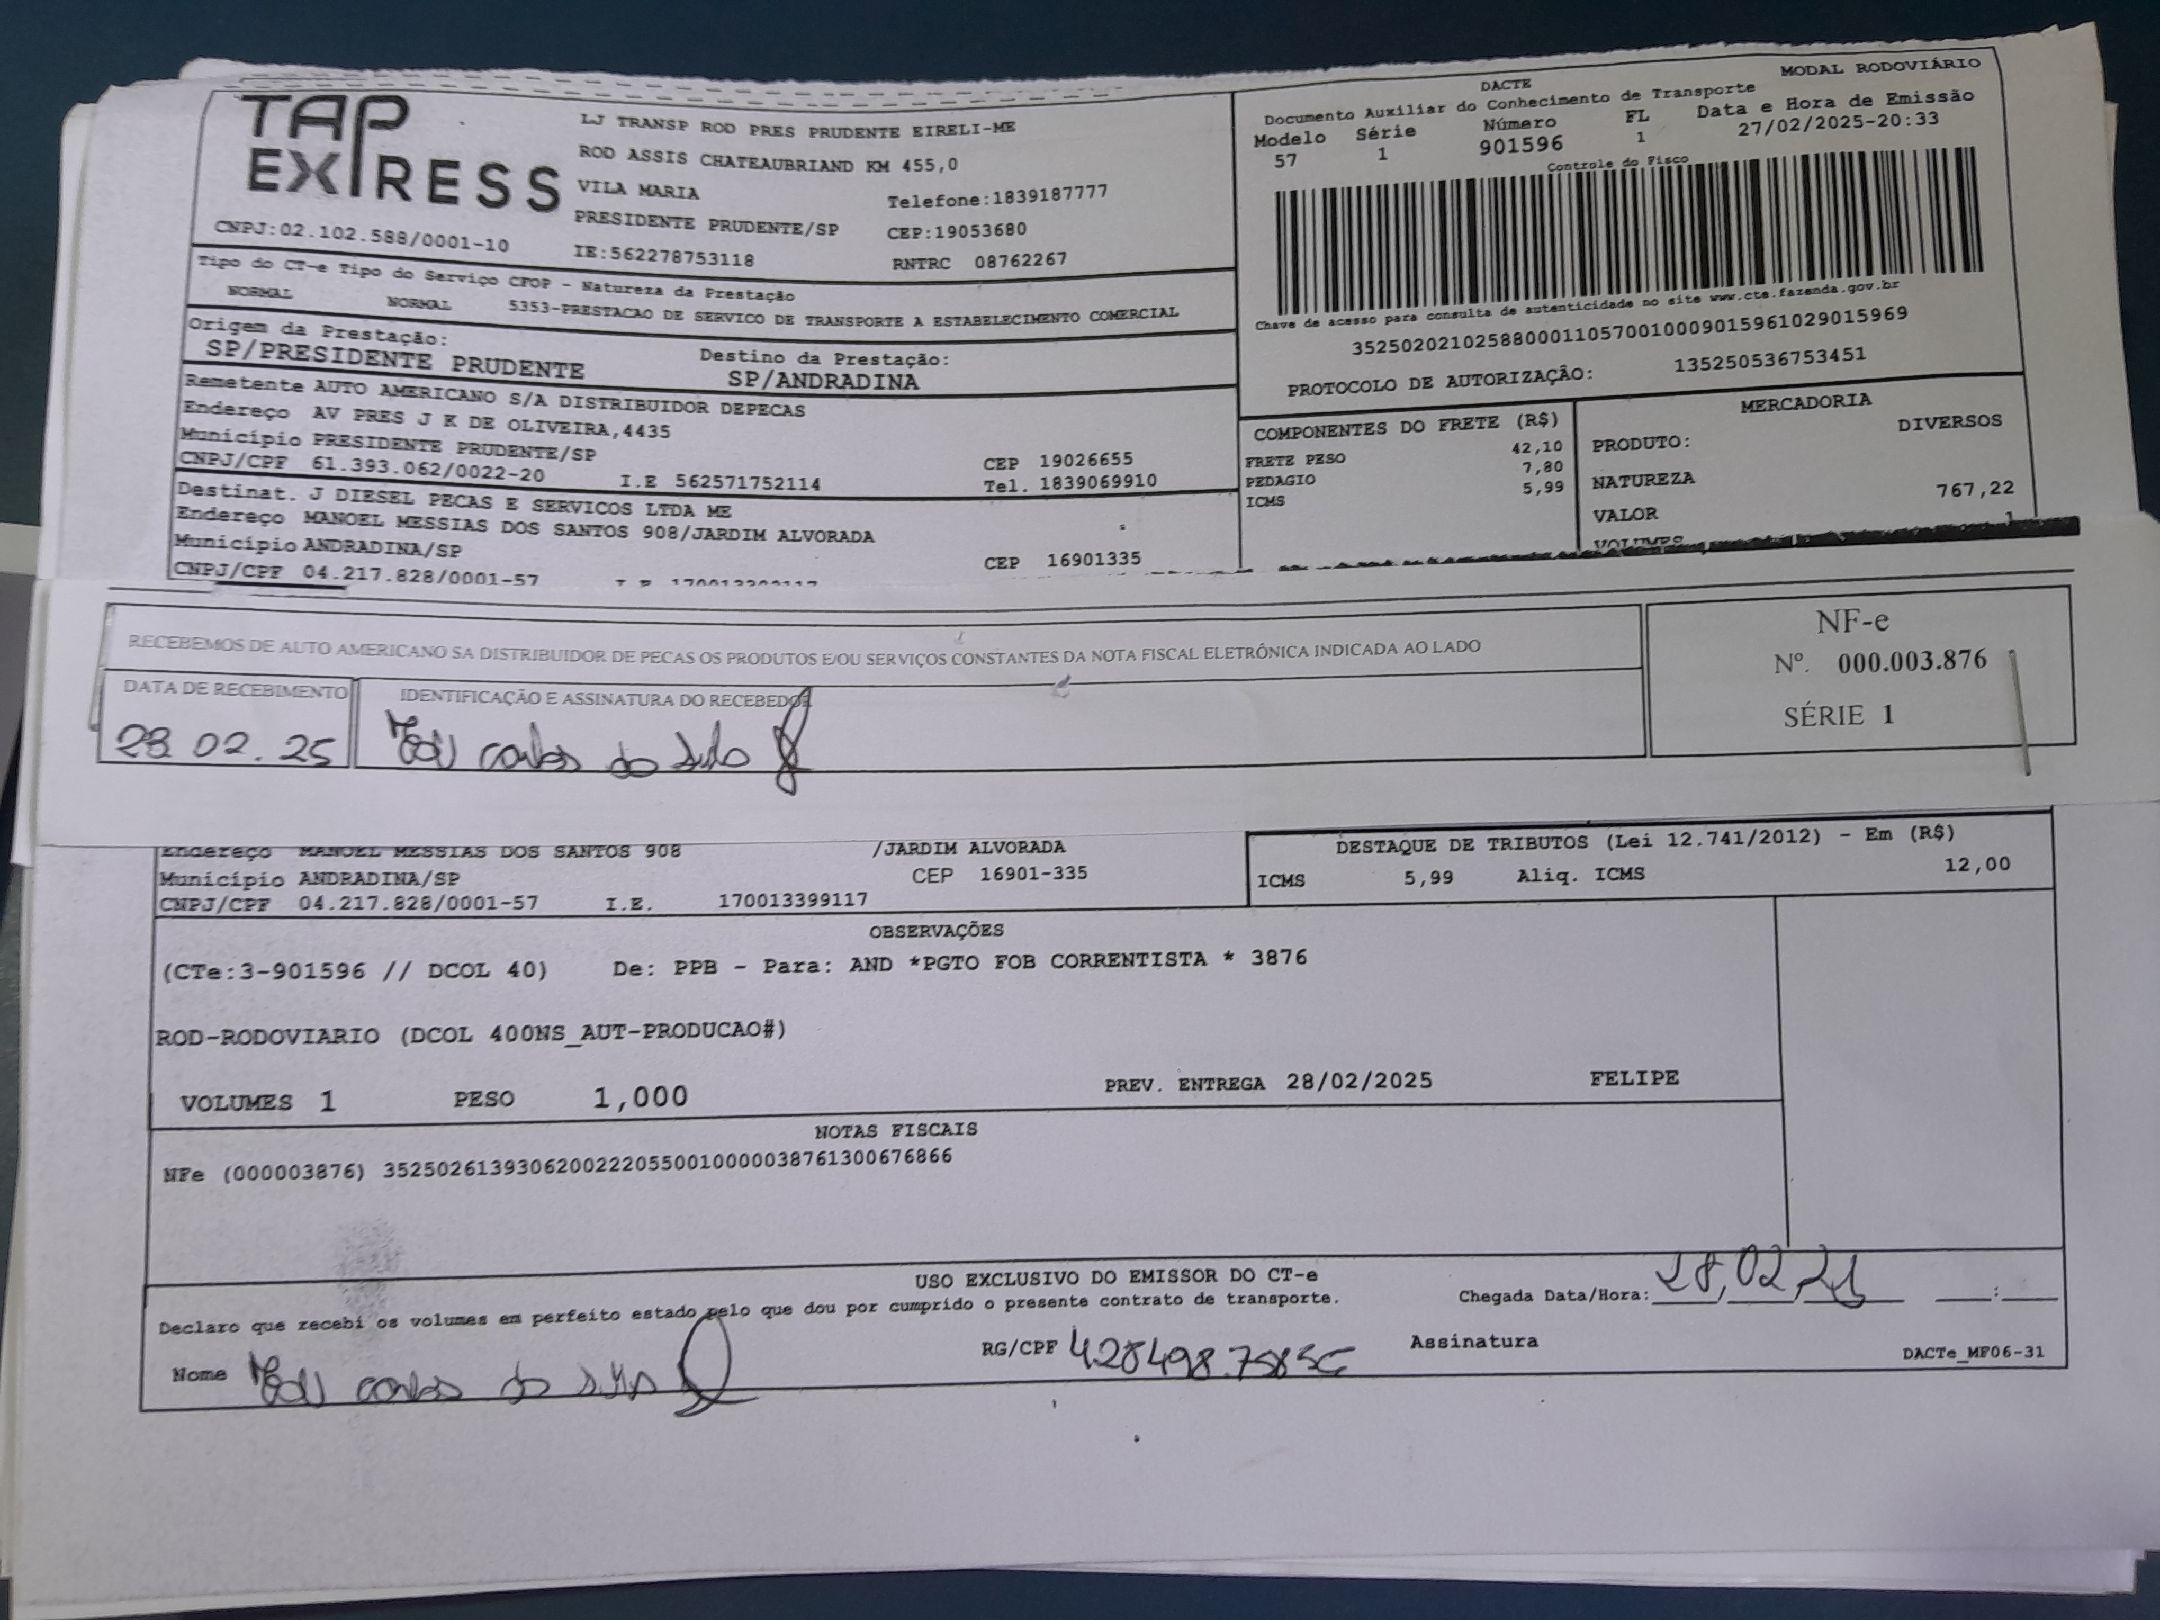 TAP EXPRESS
LJ TRANSP ROD PRES PRUDENTE EIRELI-ME
ROD ASSIS CHATEAUBRIAND KM 455,0
VILA MARIA
Telefone:1839187777
PRESIDENTE PRUDENTE/SP CEP:19053680
CNPJ:02.102.588/0001-10 IE:562278753118 RNTRC 08762267
Tipo do CT-e Tipo do Serviço CFOP - Natureza da Prestação
NORMAL NORMAL 5353-PRESTACAO DE SERVICO DE TRANSPORTE A ESTABELECIMENTO COMERCIAL
Origem da Prestação: Destino da Prestação:
SP/PRESIDENTE PRUDENTE SP/ANDRADINA
Remetente AUTO AMERICANO S/A DISTRIBUIDOR DEPECAS
Endereço AV PRES J K DE OLIVEIRA,4435
Município PRESIDENTE PRUDENTE/SP CEP 19026655
CNPJ/CPF 61.393.062/0022-20 I.E 562571752114 Tel. 1839069910
Destinat. J DIESEL PECAS E SERVICOS LTDA ME
Endereço MANOEL MESSIAS DOS SANTOS 908/JARDIM ALVORADA
Município ANDRADINA/SP CEP 16901335
CNPJ/CPF 04.217.828/0001-57
DACTE MODAL RODOVIÁRIO
Documento Auxiliar do Conhecimento de Transporte
Modelo Série Número FL Data e Hora de Emissão
57 1 901596 1 27/02/2025-20:33
Controle do Fisco
Chave de acesso para consulta de autenticidade no site www.cte.fazenda.gov.br
35250202102588000110570010009015961029015969
PROTOCOLO DE AUTORIZAÇÃO: 135250536753451
COMPONENTES DO FRETE (R$)
FRETE PESO 42,10
PEDAGIO 7,80
ICMS 5,99
MERCADORIA
PRODUTO: DIVERSOS
NATUREZA
VALOR 767,22
VOLUMES 1
RECEBEMOS DE AUTO AMERICANO SA DISTRIBUIDOR DE PECAS OS PRODUTOS E/OU SERVIÇOS CONSTANTES DA NOTA FISCAL ELETRÔNICA INDICADA AO LADO
DATA DE RECEBIMENTO IDENTIFICAÇÃO E ASSINATURA DO RECEBEDOR
28 02.25
NF-e
Nº. 000.003.876
SÉRIE 1
Endereço MANOEL MESSIAS DOS SANTOS 908 /JARDIM ALVORADA
Município ANDRADINA/SP CEP 16901-335
CNPJ/CPF 04.217.828/0001-57 I.E. 170013399117
DESTAQUE DE TRIBUTOS (Lei 12.741/2012) - Em (R$)
ICMS 5,99 Aliq. ICMS 12,00
OBSERVAÇÕES
(CTe:3-901596 // DCOL 40) De: PPB - Para: AND *PGTO FOB CORRENTISTA * 3876
ROD-RODOVIARIO (DCOL 400NS_AUT-PRODUCAO#)
VOLUMES 1 PESO 1,000 PREV. ENTREGA 28/02/2025 FELIPE
NOTAS FISCAIS
NFe (000003876) 35250261393062002220550010000038761300676866
USO EXCLUSIVO DO EMISSOR DO CT-e
Declaro que recebi os volumes em perfeito estado pelo que dou por cumprido o presente contrato de transporte. Chegada Data/Hora:
Nome RG/CPF Assinatura
DACTe_MF06-31